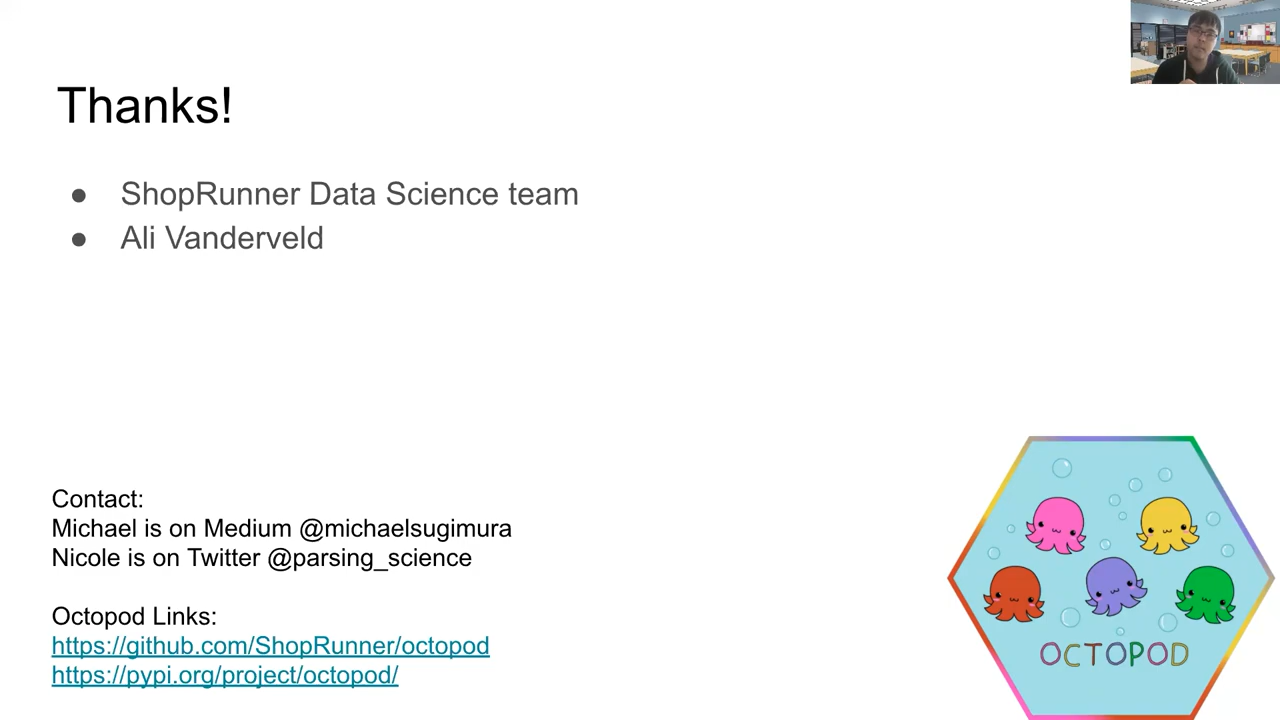 Thanks!
● ShopRunner Data Science team
● Ali Vanderveld
Contact:
Michael is on Medium @michaelsugimura
Nicole is on Twitter @parsing_science
Octopod Links:
https://github.com/ShopRunner/octopod
https://pypi.org/project/octopod/
OCTOPOD